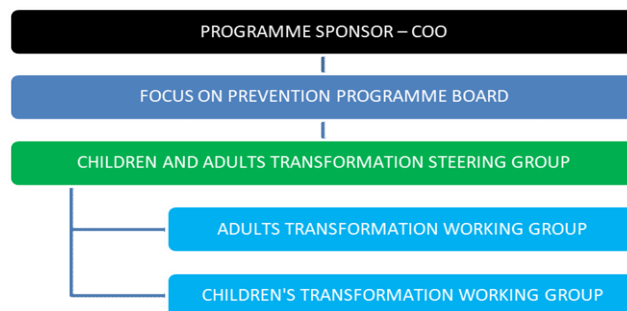 PROGRAMME SPONSOR – COO
FOCUS ON PREVENTION PROGRAMME BOARD
CHILDREN AND ADULTS TRANSFORMATION STEERING GROUP
ADULTS TRANSFORMATION WORKING GROUP
CHILDREN'S TRANSFORMATION WORKING GROUP